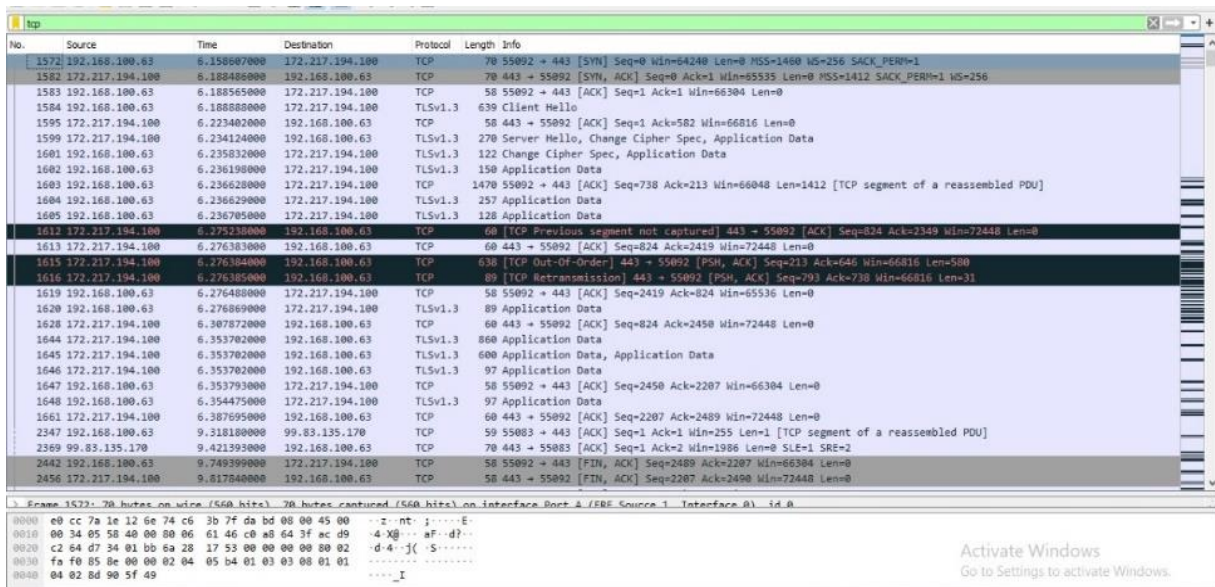 tcp
No. Source Time Destination Protocol Length Info
1572 192.168.100.63 6.158607000 172.217.194.100 TCP 70 55092 → 443 [SYN] Seq=0 Win=64240 Len=0 MSS=1460 WS=256 SACK_PERM=1
1582 172.217.194.100 6.188486000 192.168.100.63 TCP 70 443 → 55092 [SYN, ACK] Seq=0 Ack=1 Win=65535 Len=0 MSS=1412 SACK_PERM=1 WS=256
1583 192.168.100.63 6.188565000 172.217.194.100 TCP 58 55092 → 443 [ACK] Seq=1 Ack=1 Win=66304 Len=0
1584 192.168.100.63 6.188888000 172.217.194.100 TLSv1.3 639 Client Hello
1595 172.217.194.100 6.223402000 192.168.100.63 TCP 58 443 → 55092 [ACK] Seq=1 Ack=582 Win=66816 Len=0
1599 172.217.194.100 6.234124000 192.168.100.63 TLSv1.3 270 Server Hello, Change Cipher Spec, Application Data
1601 192.168.100.63 6.235832000 172.217.194.100 TLSv1.3 122 Change Cipher Spec, Application Data
1602 192.168.100.63 6.236198000 172.217.194.100 TLSv1.3 150 Application Data
1603 192.168.100.63 6.236628000 172.217.194.100 TCP 1470 55092 → 443 [ACK] Seq=738 Ack=213 Win=66048 Len=1412 [TCP segment of a reassembled PDU]
1604 192.168.100.63 6.236629000 172.217.194.100 TLSv1.3 257 Application Data
1605 192.168.100.63 6.236705000 172.217.194.100 TLSv1.3 128 Application Data
1612 172.217.194.100 6.275238000 192.168.100.63 TCP 60 [TCP Previous segment not captured] 443 → 55092 [ACK] Seq=824 Ack=2349 Win=72448 Len=0
1613 172.217.194.100 6.276383000 192.168.100.63 TCP 60 443 → 55092 [ACK] Seq=824 Ack=2419 Win=72448 Len=0
1615 172.217.194.100 6.276384000 192.168.100.63 TCP 638 [TCP Out-Of-Order] 443 → 55092 [PSH, ACK] Seq=213 Ack=646 Win=66816 Len=580
1616 172.217.194.100 6.276385000 192.168.100.63 TCP 89 [TCP Retransmission] 443 → 55092 [PSH, ACK] Seq=793 Ack=738 Win=66816 Len=31
1619 192.168.100.63 6.276488000 172.217.194.100 TCP 58 55092 → 443 [ACK] Seq=2419 Ack=824 Win=65536 Len=0
1620 192.168.100.63 6.276869000 172.217.194.100 TLSv1.3 89 Application Data
1628 172.217.194.100 6.307872000 192.168.100.63 TCP 60 443 → 55092 [ACK] Seq=824 Ack=2450 Win=72448 Len=0
1644 172.217.194.100 6.353702000 192.168.100.63 TLSv1.3 860 Application Data
1645 172.217.194.100 6.353702000 192.168.100.63 TLSv1.3 600 Application Data, Application Data
1646 172.217.194.100 6.353702000 192.168.100.63 TLSv1.3 97 Application Data
1647 192.168.100.63 6.353793000 172.217.194.100 TCP 58 55092 → 443 [ACK] Seq=2450 Ack=2207 Win=66304 Len=0
1648 192.168.100.63 6.354475000 172.217.194.100 TLSv1.3 97 Application Data
1661 172.217.194.100 6.387695000 192.168.100.63 TCP 60 443 → 55092 [ACK] Seq=2207 Ack=2489 Win=72448 Len=0
2347 192.168.100.63 9.318180000 99.83.135.170 TCP 59 55083 → 443 [ACK] Seq=1 Ack=1 Win=255 Len=1 [TCP segment of a reassembled PDU]
2369 99.83.135.170 9.421393000 192.168.100.63 TCP 70 443 → 55083 [ACK] Seq=1 Ack=2 Win=1986 Len=0 SLE=1 SRE=2
2442 192.168.100.63 9.749399000 172.217.194.100 TCP 58 55092 → 443 [FIN, ACK] Seq=2489 Ack=2207 Win=66304 Len=0
2456 172.217.194.100 9.817840000 192.168.100.63 TCP 58 443 → 55092 [FIN, ACK] Seq=2207 Ack=2490 Win=72448 Len=0
> Frame 1572: 70 bytes on wire (560 bits), 70 bytes captured (560 bits) on interface Port A (ERF Source 1, Interface 0), id 0
0000 e0 cc 7a 1e 12 6e 74 c6 3b 7f da bd 08 00 45 00 ··z··nt· ;·····E·
0010 00 34 05 58 40 00 80 06 61 46 c0 a8 64 3f ac d9 ·4·X@··· aF··d?··
0020 c2 64 d7 34 01 bb 6a 28 17 53 00 00 00 00 80 02 ·d·4··j( ·S······
0030 fa f0 85 8e 00 00 02 04 05 b4 01 03 03 08 01 01 ········ ········
0040 04 02 8d 90 5f 49 ····_I
Activate Windows
Go to Settings to activate Windows.